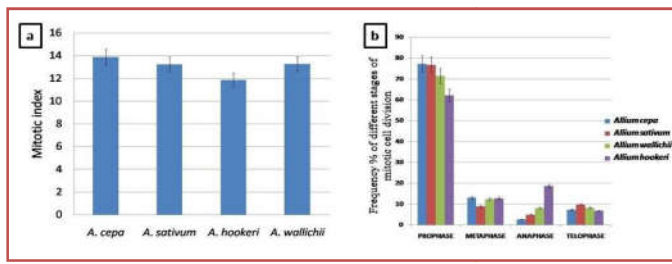 a
16
14
12
10
8
6
4
2
0
Mitotic index
A. cepa A. sativum A. hookeri A. wallichii
b
90
80
70
60
50
40
30
20
10
0
Frequency % of different stages of
mitotic cell division
PROPHASE METAPHASE ANAPHASE TELOPHASE
Allium cepa
Allium sativum
Allium wallichii
Allium hookeri